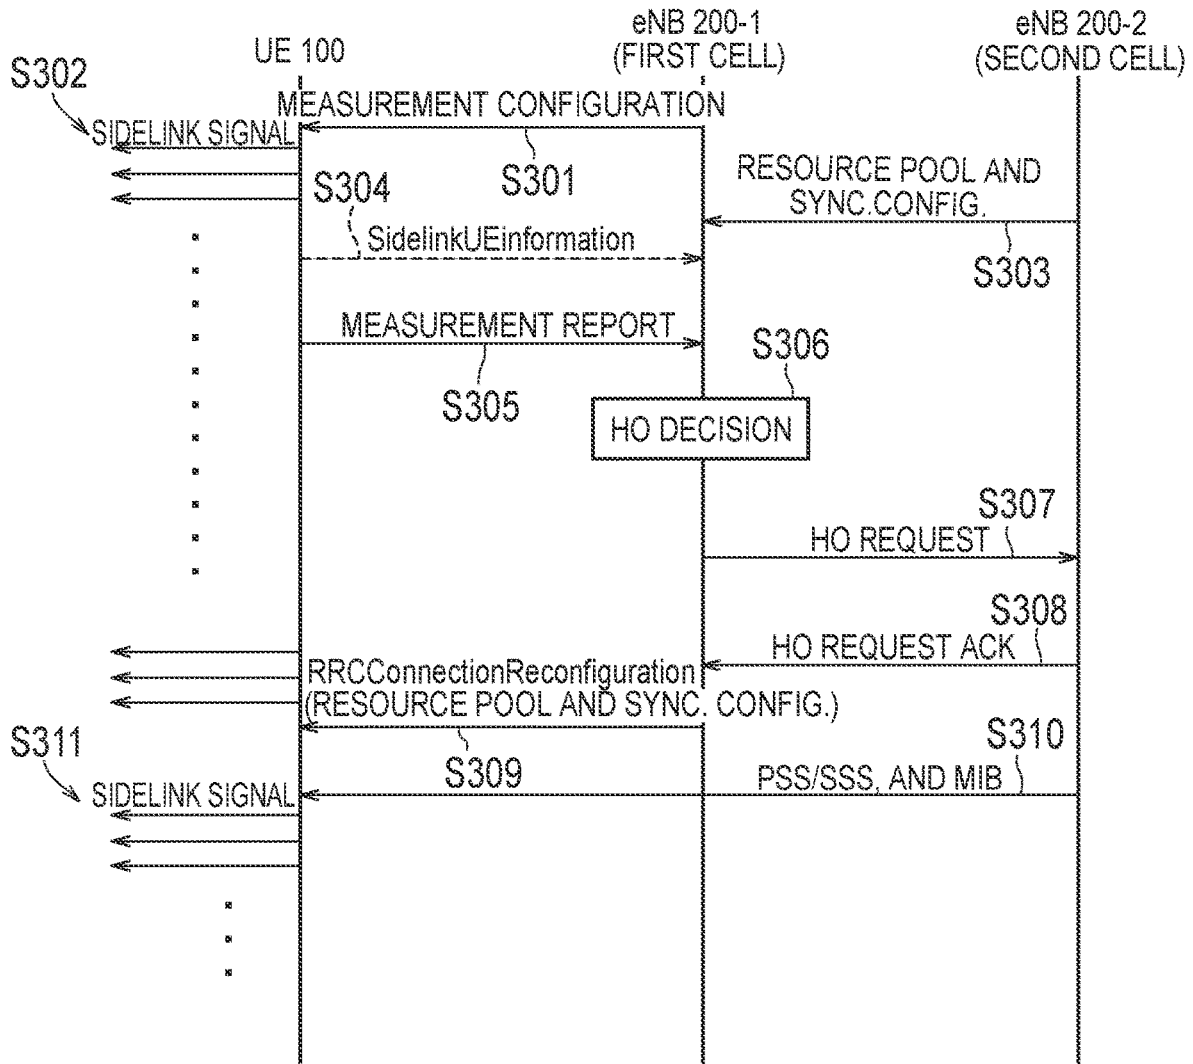 UE 100
eNB 200-1
(FIRST CELL)
eNB 200-2
(SECOND CELL)
S302
MEASUREMENT CONFIGURATION
SIDELINK SIGNAL
S301
RESOURCE POOL AND
SYNC.CONFIG.
S304
SidelinkUEinformation
S303
MEASUREMENT REPORT
S306
S305
HO DECISION
S307
HO REQUEST
S308
HO REQUEST ACK
RRCConnectionReconfiguration
(RESOURCE POOL AND SYNC. CONFIG.)
S311
S309
S310
PSS/SSS, AND MIB
SIDELINK SIGNAL